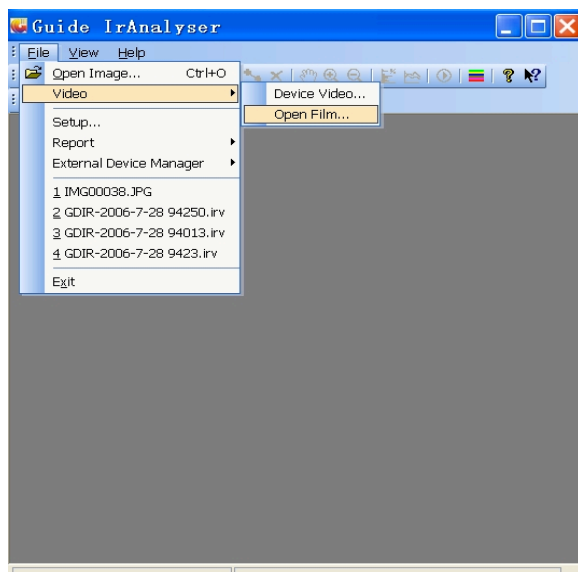 Guide IrAnalyser
File View Help
Open Image... Ctrl+O
Video
Device Video...
Open Film...
Setup...
Report
External Device Manager
1 IMG00038.JPG
2 GDIR-2006-7-28 94250.irv
3 GDIR-2006-7-28 94013.irv
4 GDIR-2006-7-28 9423.irv
Exit